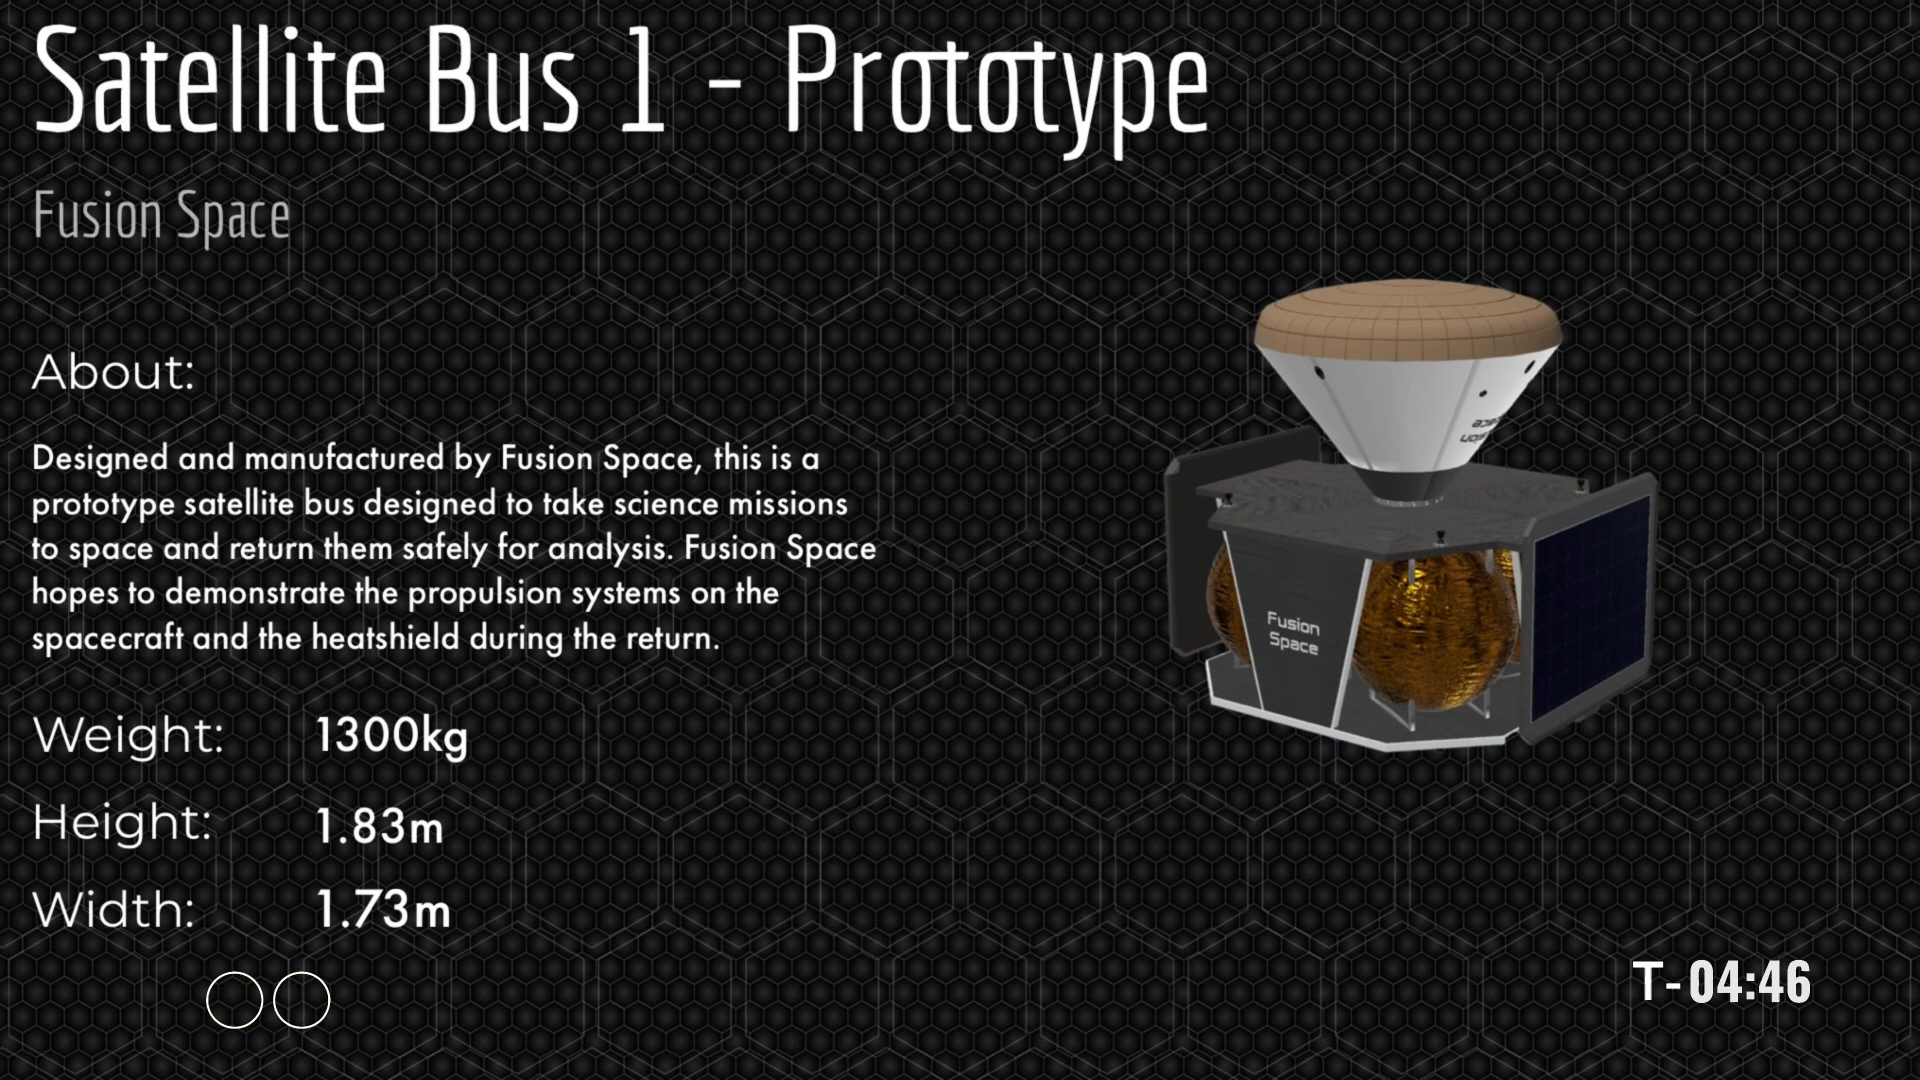 Satellite Bus 1 - Prototype
Fusion Space
About:
Designed and manufactured by Fusion Space, this is a
prototype satellite bus designed to take science missions
to space and return them safely for analysis. Fusion Space
hopes to demonstrate the propulsion systems on the
spacecraft and the heatshield during the return.
Weight: 1300kg
Height: 1.83m
Width: 1.73m
Fusion
Space
T-04:46